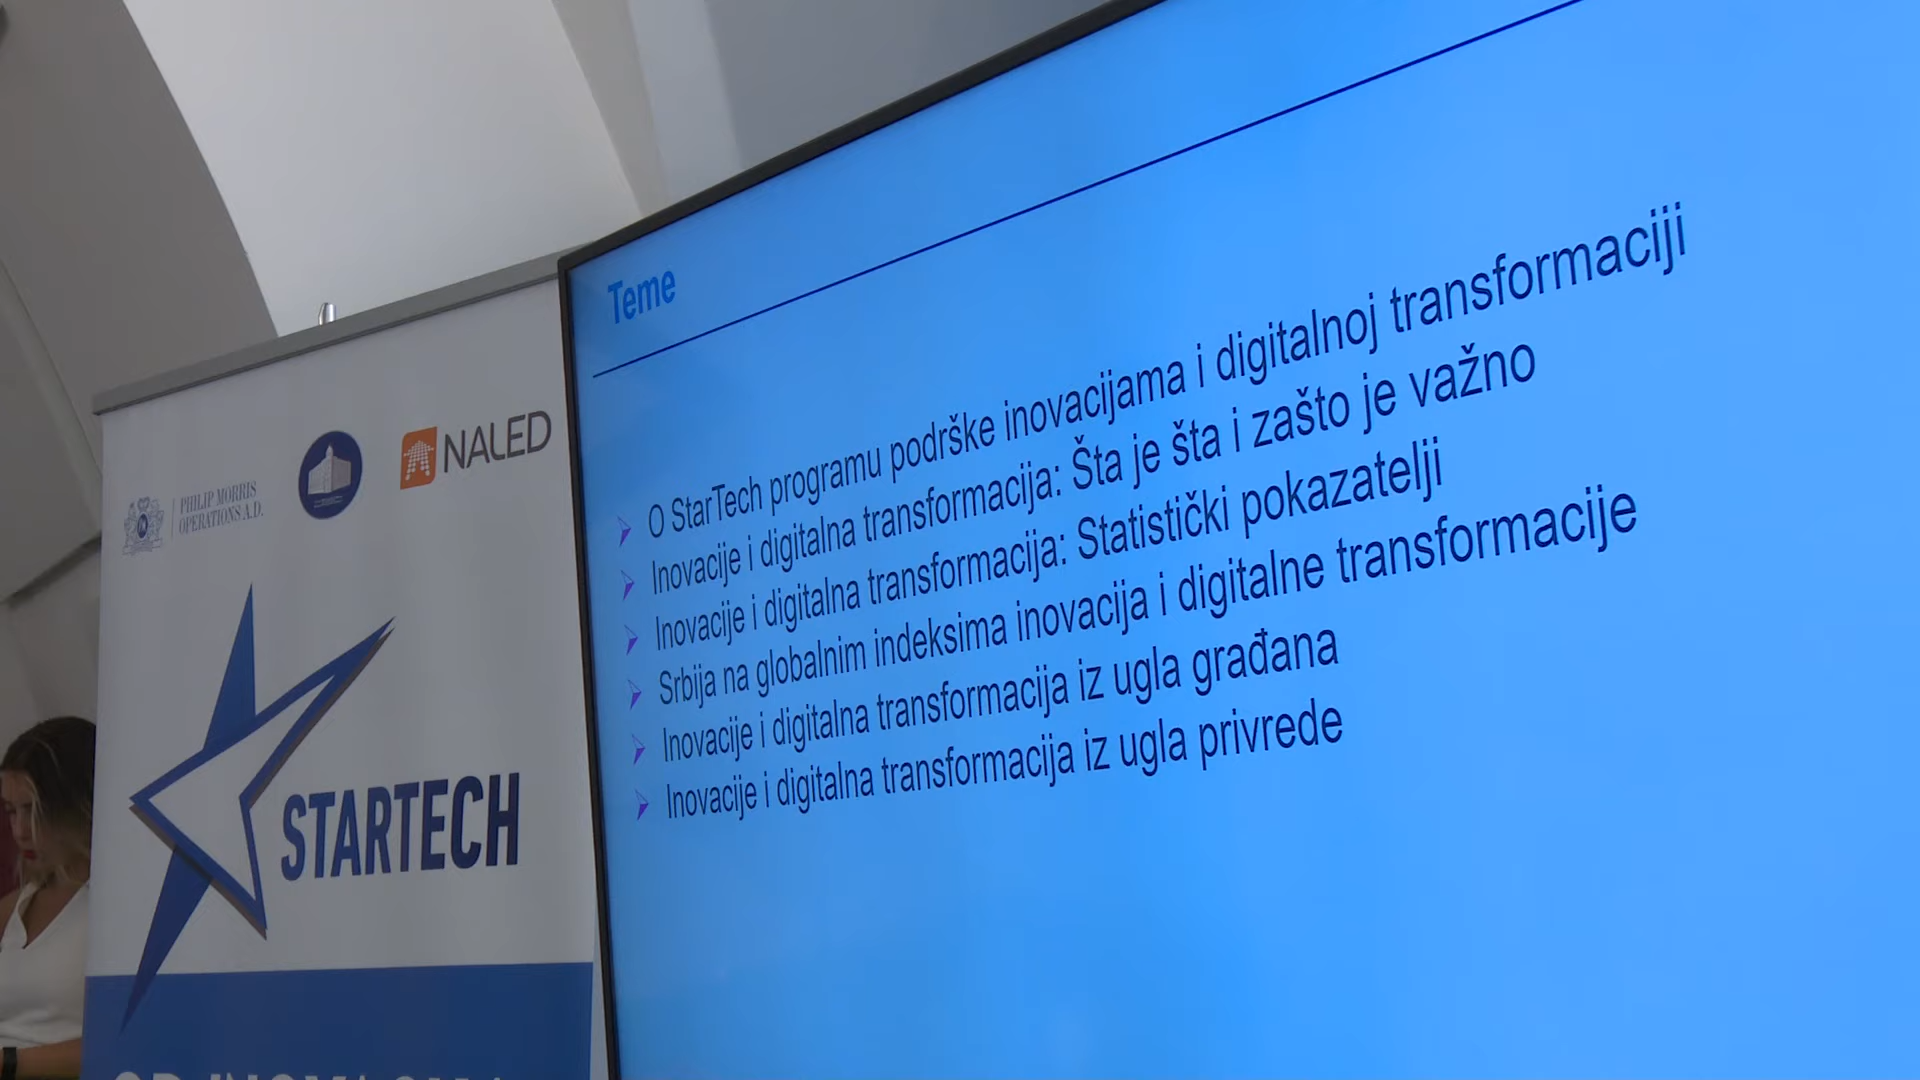 PHILIP MORRIS
OPERATIONS A.D.
NALED
STARTECH
Teme
O StarTech programu podrške inovacijama i digitalnoj transformaciji
Inovacije i digitalna transformacija: Šta je šta i zašto je važno
Inovacije i digitalna transformacija: Statistički pokazatelji
Srbija na globalnim indeksima inovacija i digitalne transformacije
Inovacije i digitalna transformacija iz ugla građana
Inovacije i digitalna transformacija iz ugla privrede